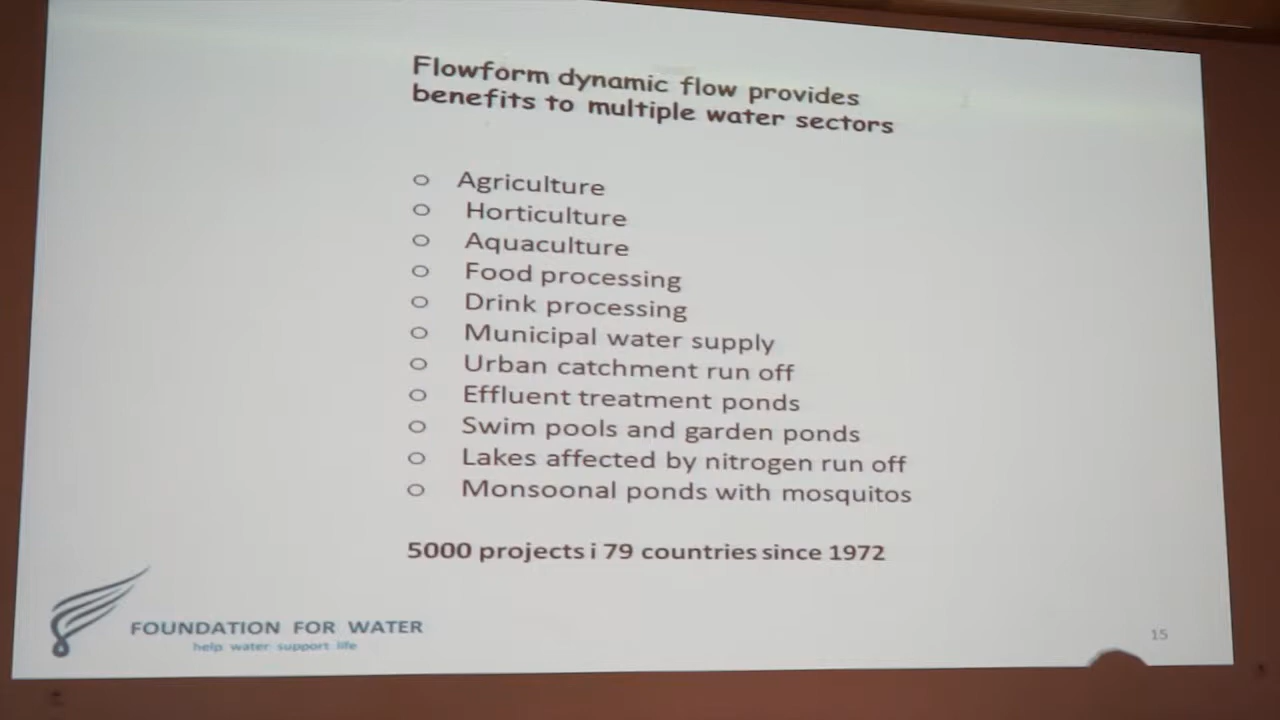 Flowform dynamic flow provides
benefits to multiple water sectors
o Agriculture
o Horticulture
o Aquaculture
o Food processing
o Drink processing
o Municipal water supply
o Urban catchment run off
o Effluent treatment ponds
o Swim pools and garden ponds
o Lakes affected by nitrogen run off
o Monsoonal ponds with mosquitos
5000 projects i 79 countries since 1972
FOUNDATION FOR WATER
help water support life
15